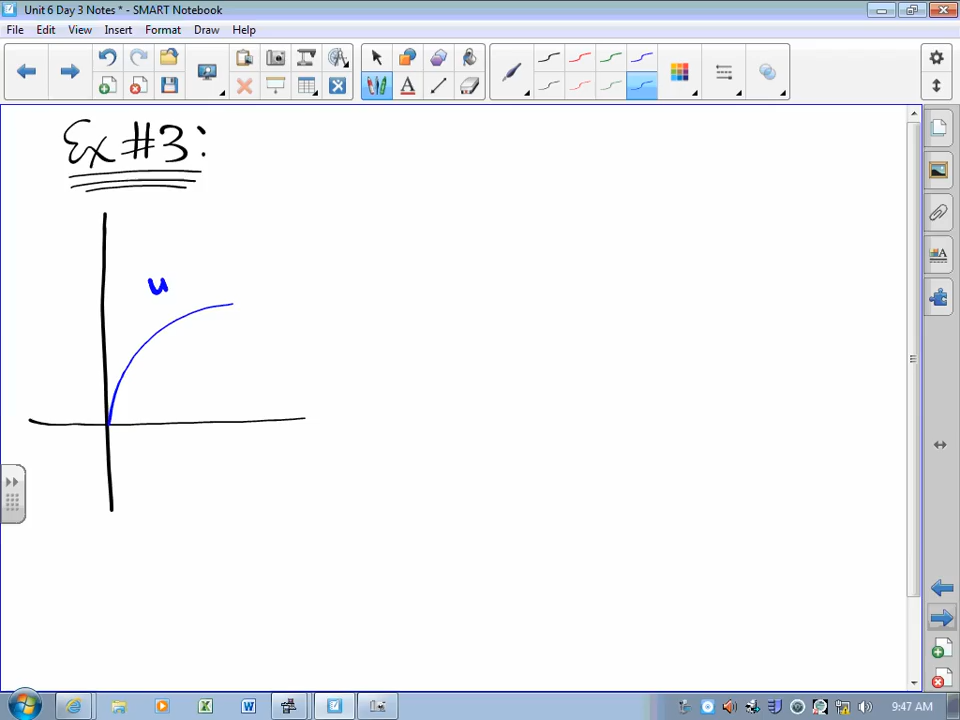 Unit 6 Day 3 Notes * - SMART Notebook
File Edit View Insert Format Draw Help
Ex #3:
u
9:47 AM